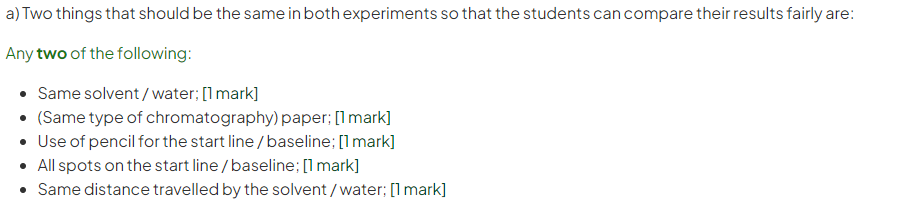 a) Two things that should be the same in both experiments so that the students can compare their results fairly are:
Any two of the following:
• Same solvent / water; [1 mark]
• (Same type of chromatography) paper; [1 mark]
• Use of pencil for the start line / baseline; [1 mark]
• All spots on the start line / baseline; [1 mark]
• Same distance travelled by the solvent / water; [1 mark]